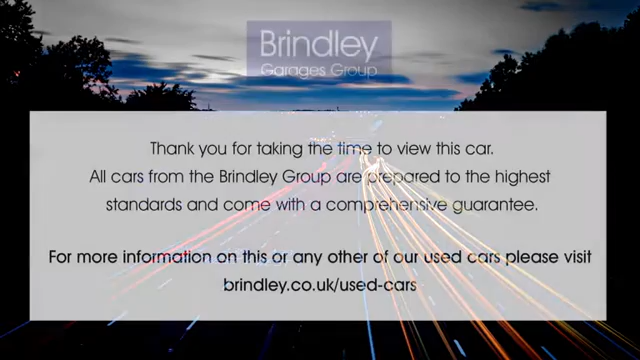 Brindley
Garages Group
Thank you for taking the time to view this car.
All cars from the Brindley Group are prepared to the highest
standards and come with a comprehensive guarantee.
For more information on this or any other of our used cars please visit
brindley.co.uk/used-cars